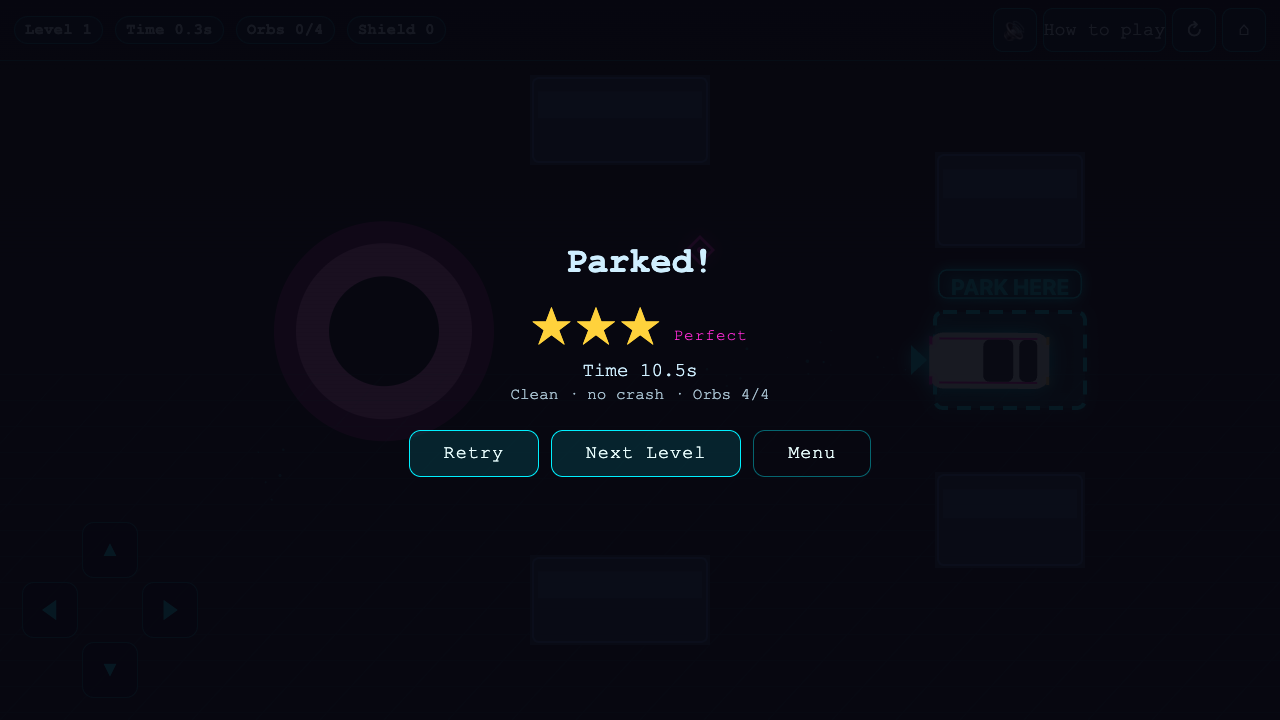 Level 1 Time 0.3s Orbs 0/4 Shield 0 How to play
PARK HERE
Parked!
Perfect
Time 10.5s
Clean · no crash · Orbs 4/4
Retry Next Level Menu